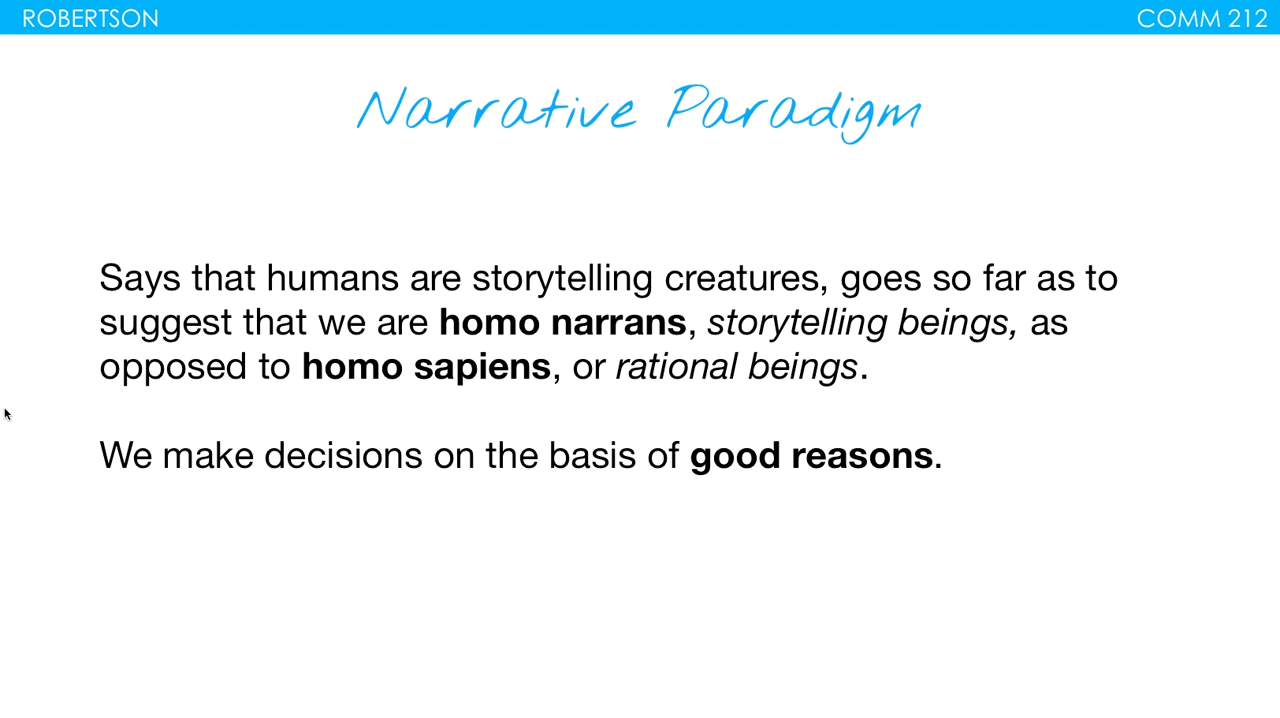 ROBERTSON
COMM 212
Narrative Paradigm
Says that humans are storytelling creatures, goes so far as to
suggest that we are homo narrans, storytelling beings, as
opposed to homo sapiens, or rational beings.
We make decisions on the basis of good reasons.